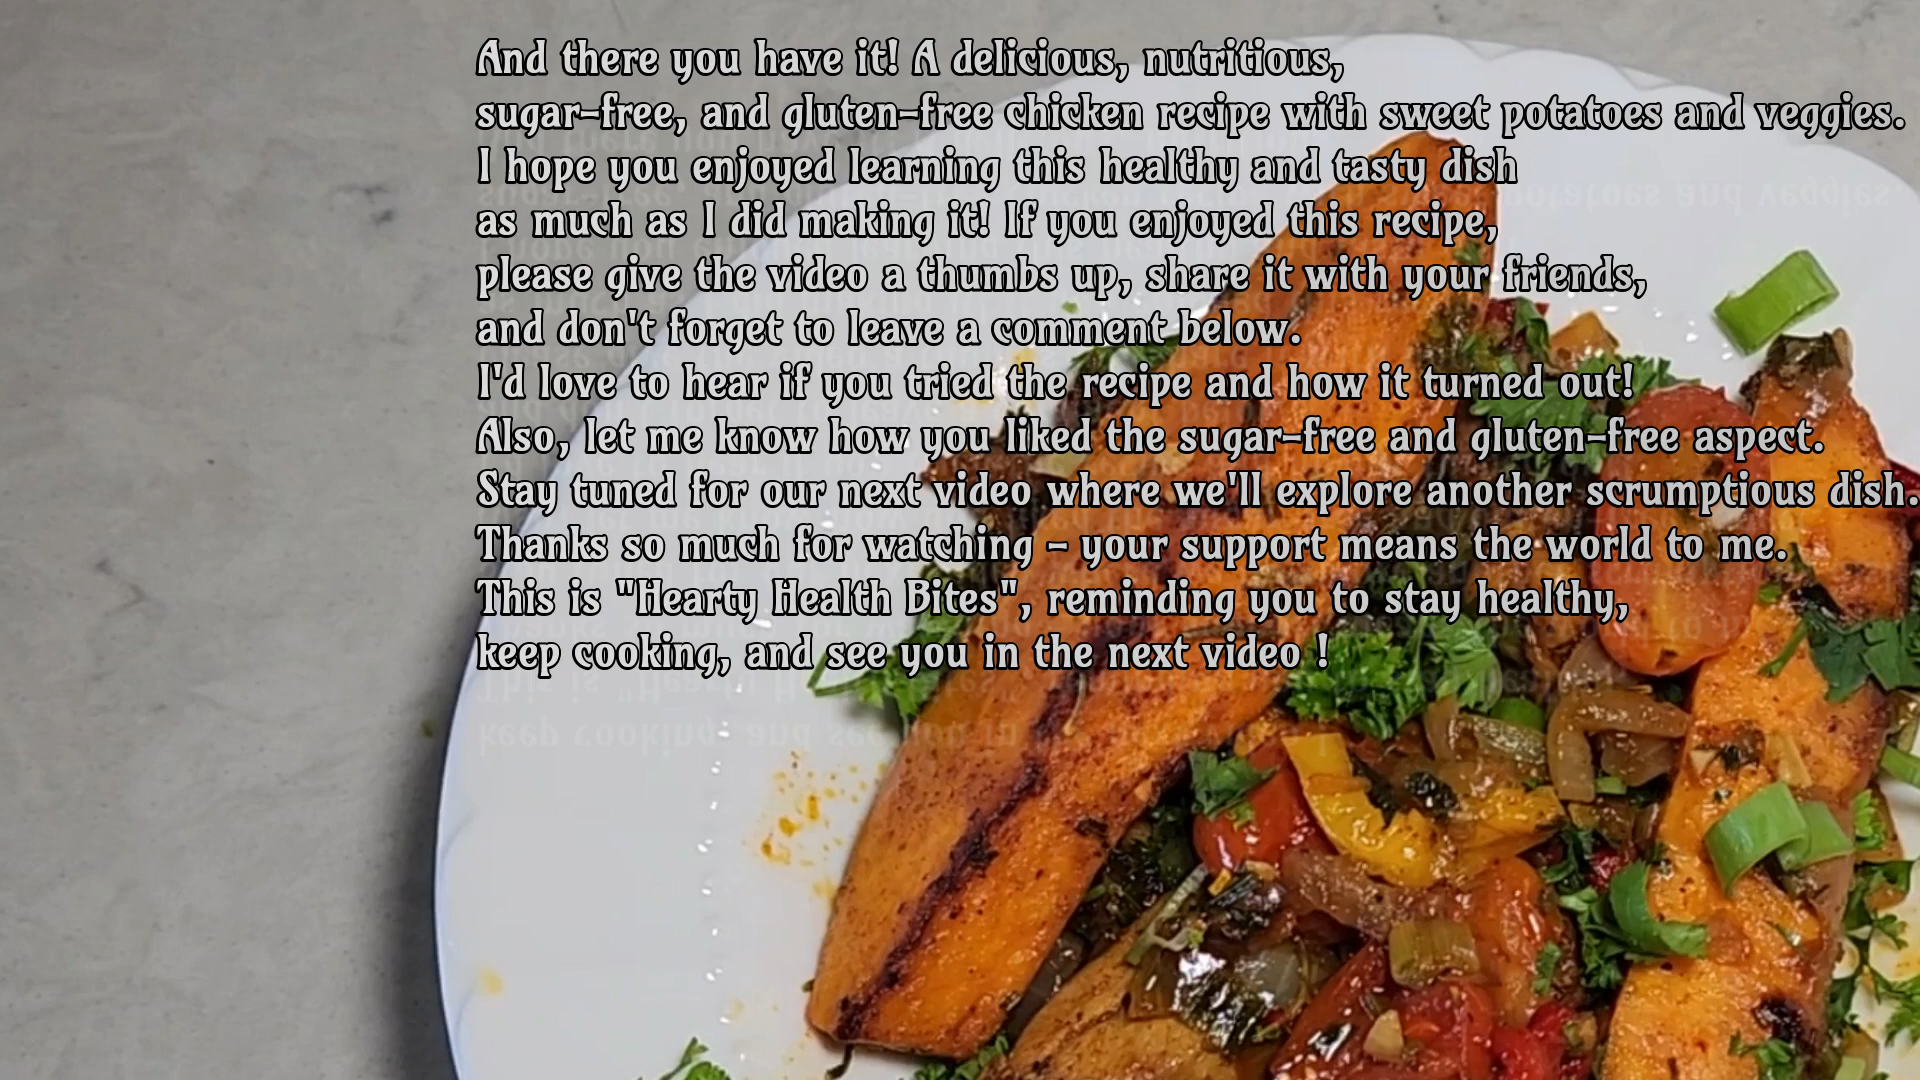 And there you have it! A delicious, nutritious,
sugar-free, and gluten-free chicken recipe with sweet potatoes and veggies.
I hope you enjoyed learning this healthy and tasty dish
as much as I did making it! If you enjoyed this recipe,
please give the video a thumbs up, share it with your friends,
and don't forget to leave a comment below.
I'd love to hear if you tried the recipe and how it turned out!
Also, let me know how you liked the sugar-free and gluten-free aspect.
Stay tuned for our next video where we'll explore another scrumptious dish.
Thanks so much for watching - your support means the world to me.
This is "Hearty Health Bites", reminding you to stay healthy,
keep cooking, and see you in the next video !